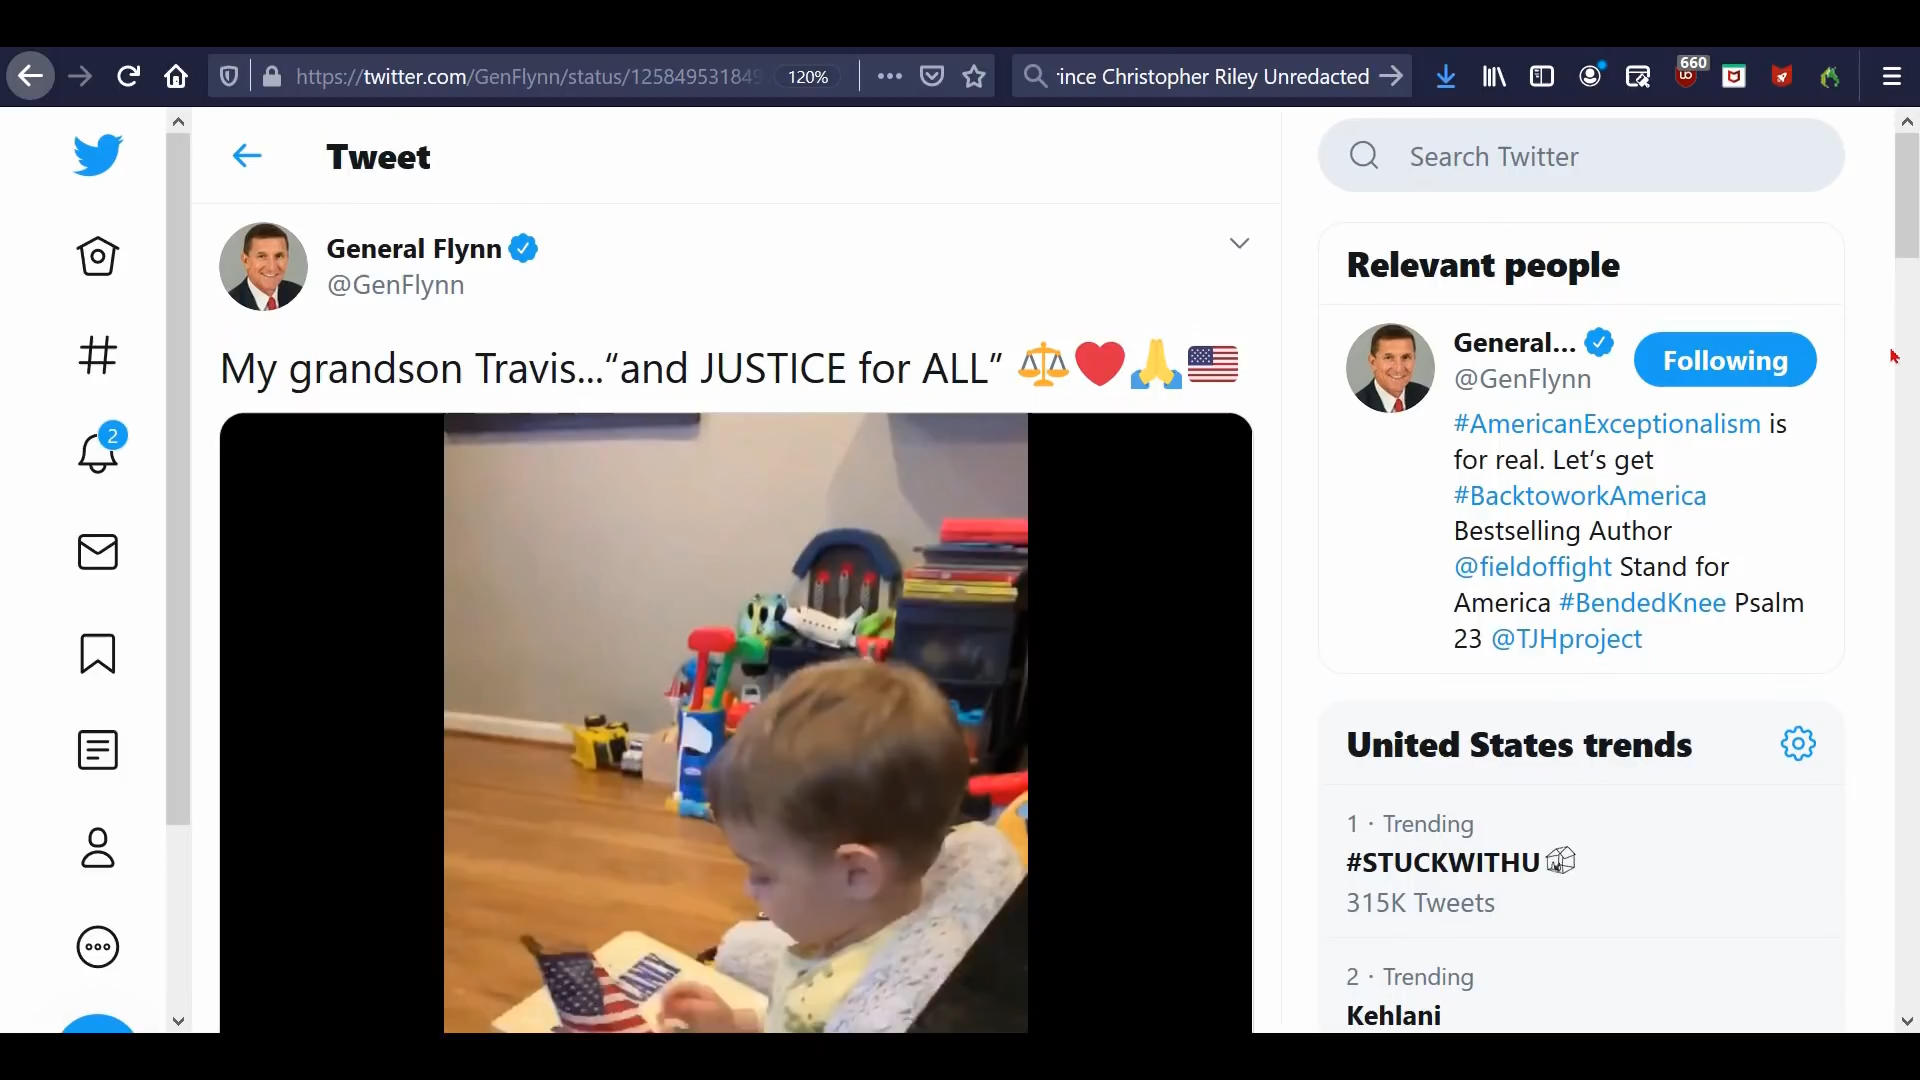 https://twitter.com/GenFlynn/status/12584953184
120%
ince Christopher Riley Unredacted
660
Tweet
Search Twitter
General Flynn
@GenFlynn
My grandson Travis...“and JUSTICE for ALL” ⚖️❤️🙏🇺🇸
Relevant people
General...
@GenFlynn
Following
#AmericanExceptionalism is
for real. Let’s get
#BacktoworkAmerica
Bestselling Author
@fieldoffight Stand for
America #BendedKnee Psalm
23 @TJHproject
2
United States trends
1 · Trending
#STUCKWITHU
315K Tweets
2 · Trending
Kehlani